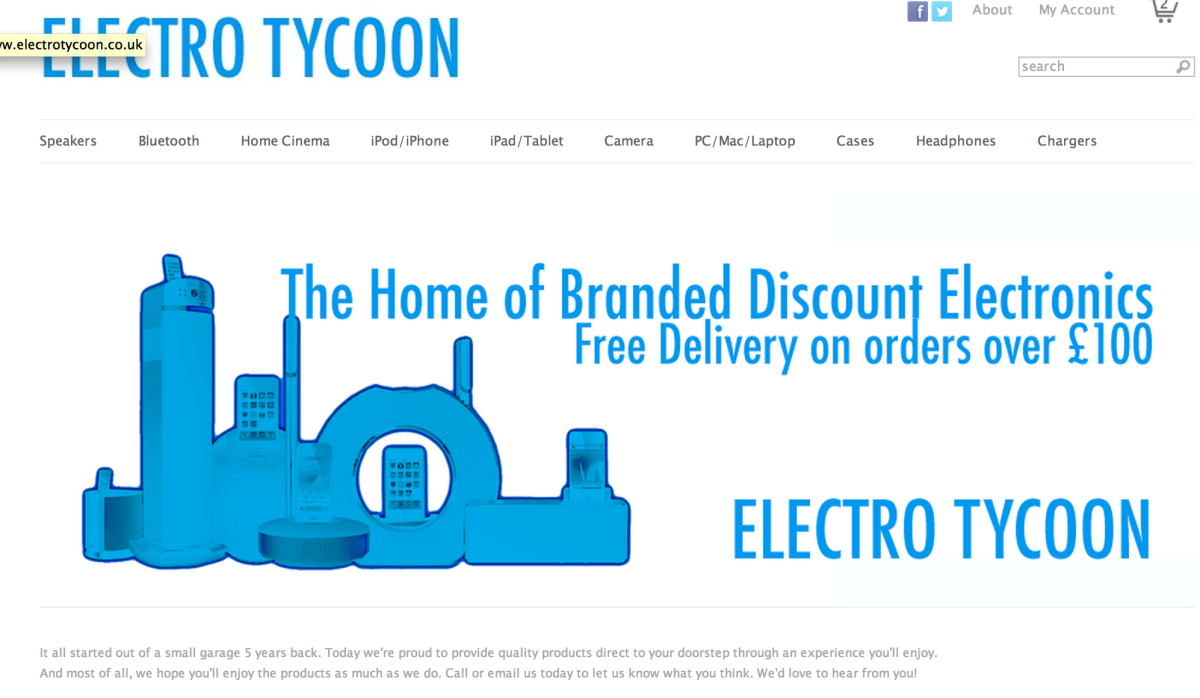 ELECTRO TYCOON
w.electrotycoon.co.uk
f
About
My Account
2
search
Speakers
Bluetooth
Home Cinema
iPod/iPhone
iPad/Tablet
Camera
PC/Mac/Laptop
Cases
Headphones
Chargers
The Home of Branded Discount Electronics
Free Delivery on orders over £100
ELECTRO TYCOON
It all started out of a small garage 5 years back. Today we're proud to provide quality products direct to your doorstep through an experience you'll enjoy.
And most of all, we hope you'll enjoy the products as much as we do. Call or email us today to let us know what you think. We'd love to hear from you!